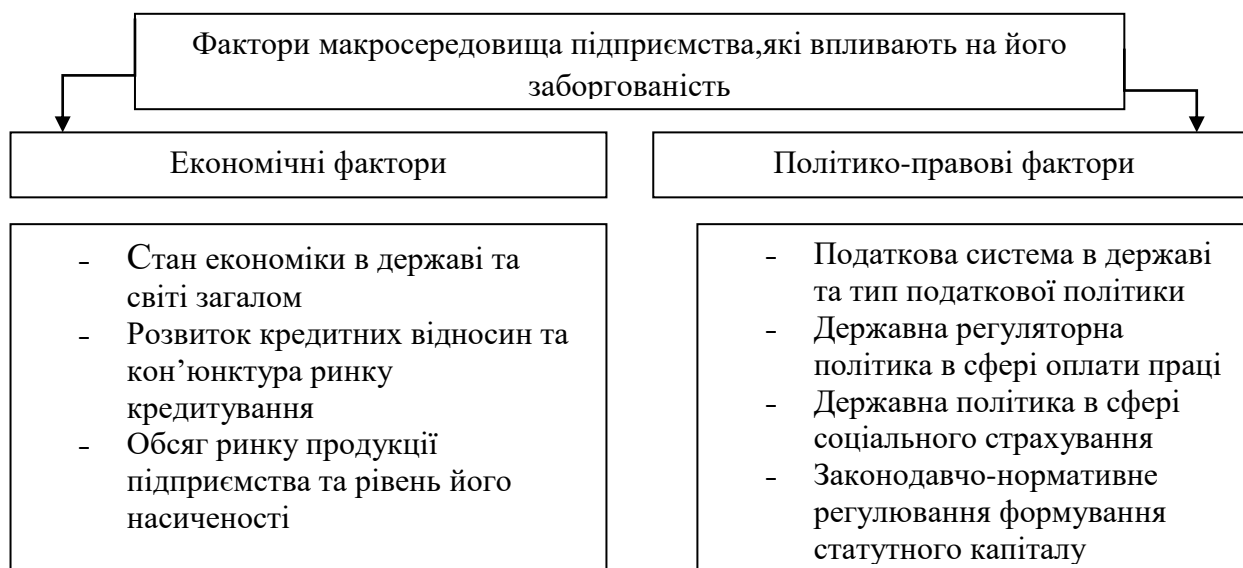 Фактори макросередовища підприємства,які впливають на його
заборгованість
Економічні фактори
Політико-правові фактори
- Стан економіки в державі та
світі загалом
- Розвиток кредитних відносин та
кон’юнктура ринку
кредитування
- Обсяг ринку продукції
підприємства та рівень його
насиченості
- Податкова система в державі
та тип податкової політики
- Державна регуляторна
політика в сфері оплати праці
- Державна політика в сфері
соціального страхування
- Законодавчо-нормативне
регулювання формування
статутного капіталу